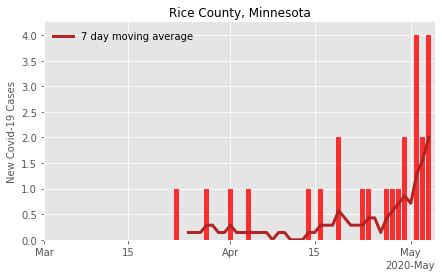 Rice County, Minnesota
7 day moving average
New Covid-19 Cases
4.0
3.5
3.0
2.5
2.0
1.5
1.0
0.5
0.0
Mar 15 Apr 15 May
2020-May